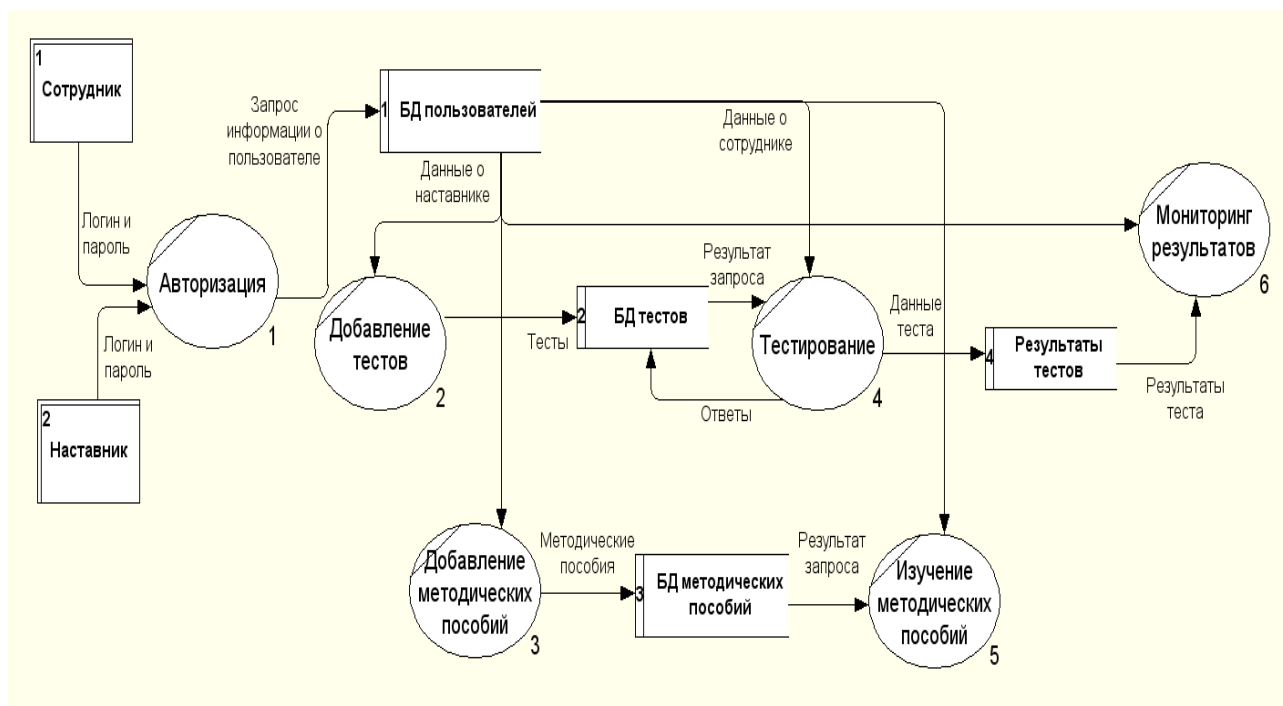 1
Сотрудник
Логин и
пароль
Авторизация
1
Логин и
пароль
2
Наставник
Запрос
информации о
пользователе
1
БД пользователей
Данные о
наставнике
Данные о
сотруднике
Добавление
тестов
2
Тесты
2
БД тестов
Результат
запроса
Ответы
Тестирование
4
Данные
теста
4
Результаты
тестов
Результаты
теста
Мониторинг
результатов
6
Добавление
методических
пособий
3
Методические
пособия
3
БД методических
пособий
Результат
запроса
Изучение
методических
пособий
5